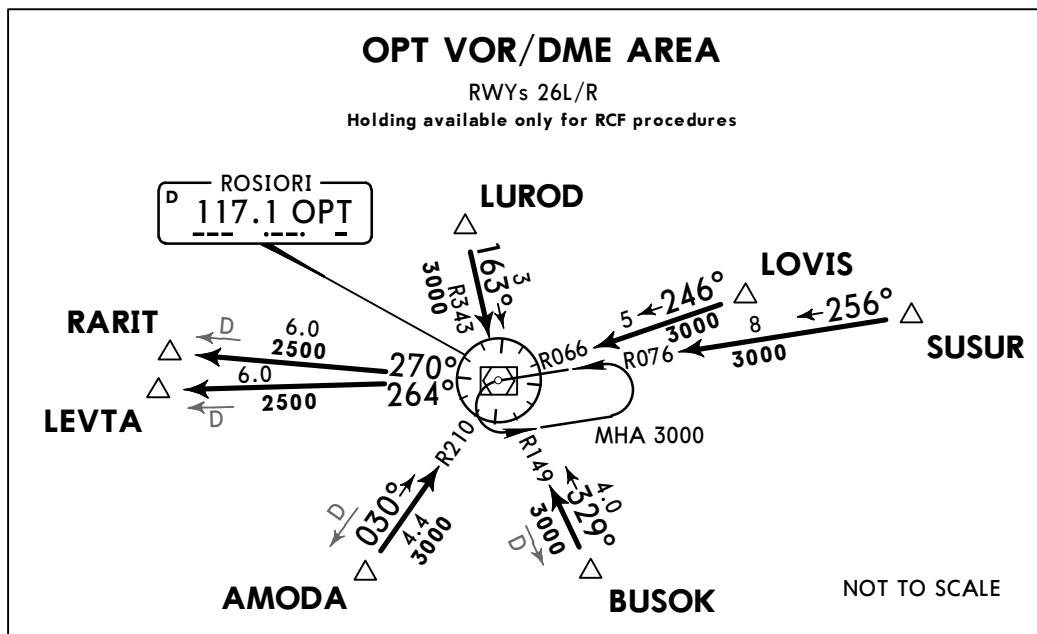 OPT VOR/DME AREA
RWYs 26L/R
Holding available only for RCF procedures
ROSIORI
D 117.1 OPT
LUROD
163°
3
3000
R343
LOVIS
246°
5
3000
R066
SUSUR
256°
8
3000
R076
RARIT
D
6.0
2500
270°
LEVTA
6.0
264°
2500
D
MHA 3000
R210
030°
4.4
3000
D
AMODA
R149
4.0
329°
3000
D
BUSOK
NOT TO SCALE